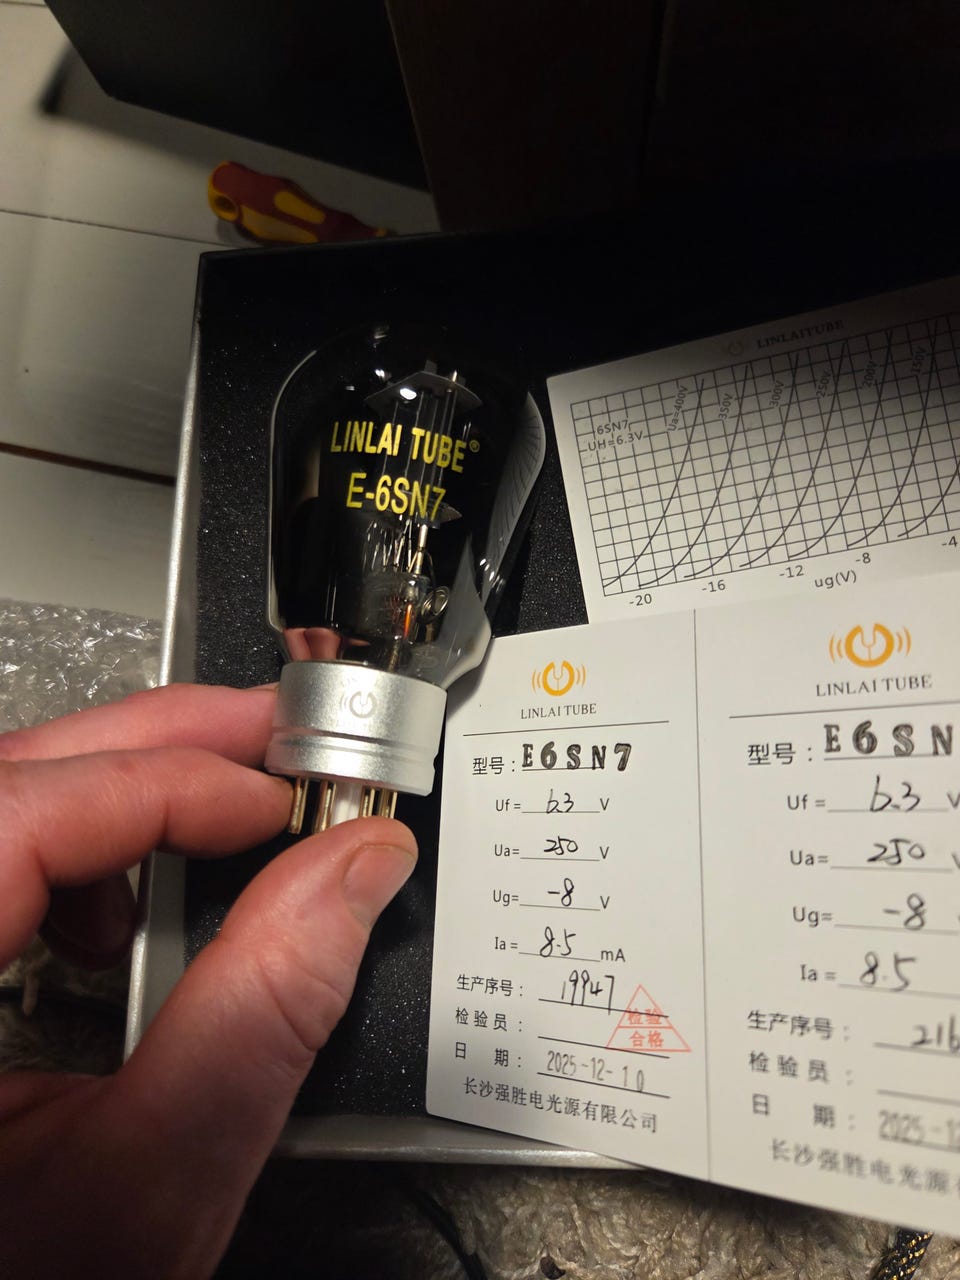 LINLAI TUBE®
E-6SN7
LINLAITUBE
6SN7
UH=6.3V
Ua=400V
350V
300V
250V
200V
150V
-20
-16
-12
-8
-4
ug(V)
LINLAI TUBE
型号：E6SN7
Uf = 6.3 V
Ua= 250 V
Ug= -8 V
Ia = 8.5 mA
生产序号： 19947
检验员：
检验
合格
日 期： 2025-12-10
长沙强胜电光源有限公司
LINLAI TUBE
型号：E6SN
Uf = 6.3 V
Ua= 250
Ug= -8
Ia = 8.5
生产序号： 216
检验员：
日 期： 2025-12
长沙强胜电光源